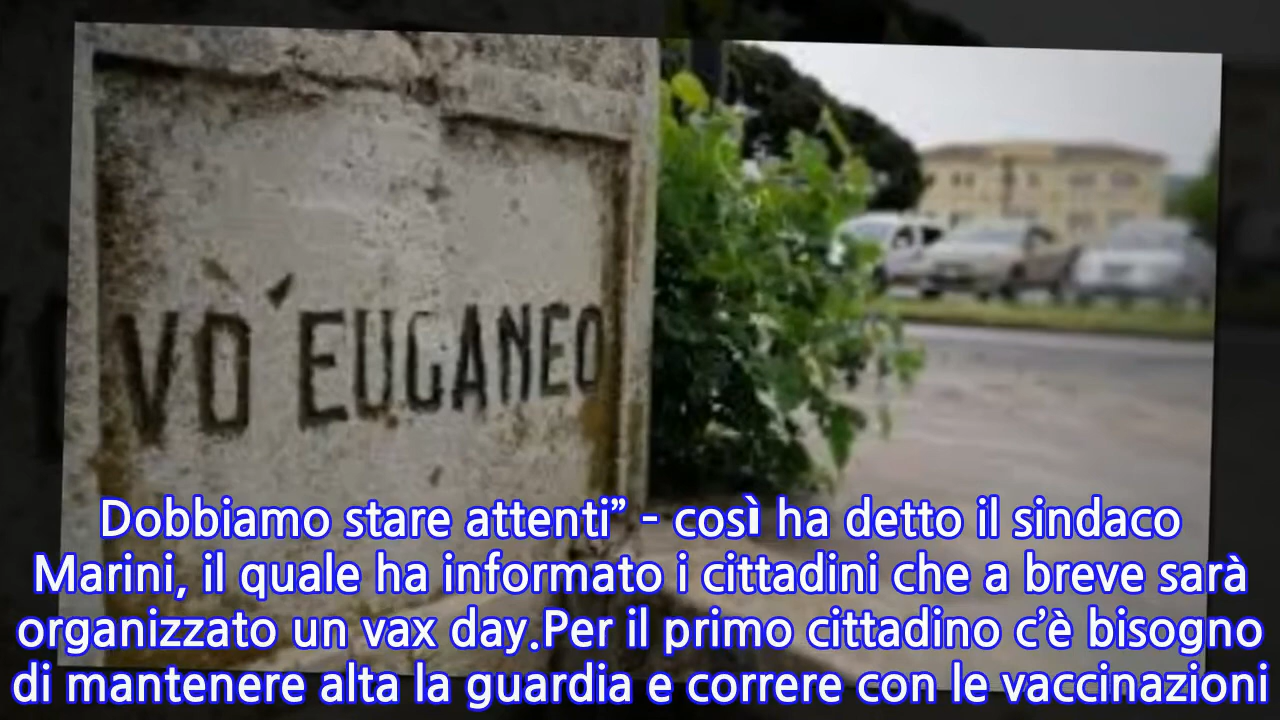 VO' EUGANEO
Dobbiamo stare attenti” - così ha detto il sindaco
Marini, il quale ha informato i cittadini che a breve sarà
organizzato un vax day.Per il primo cittadino c’è bisogno
di mantenere alta la guardia e correre con le vaccinazioni